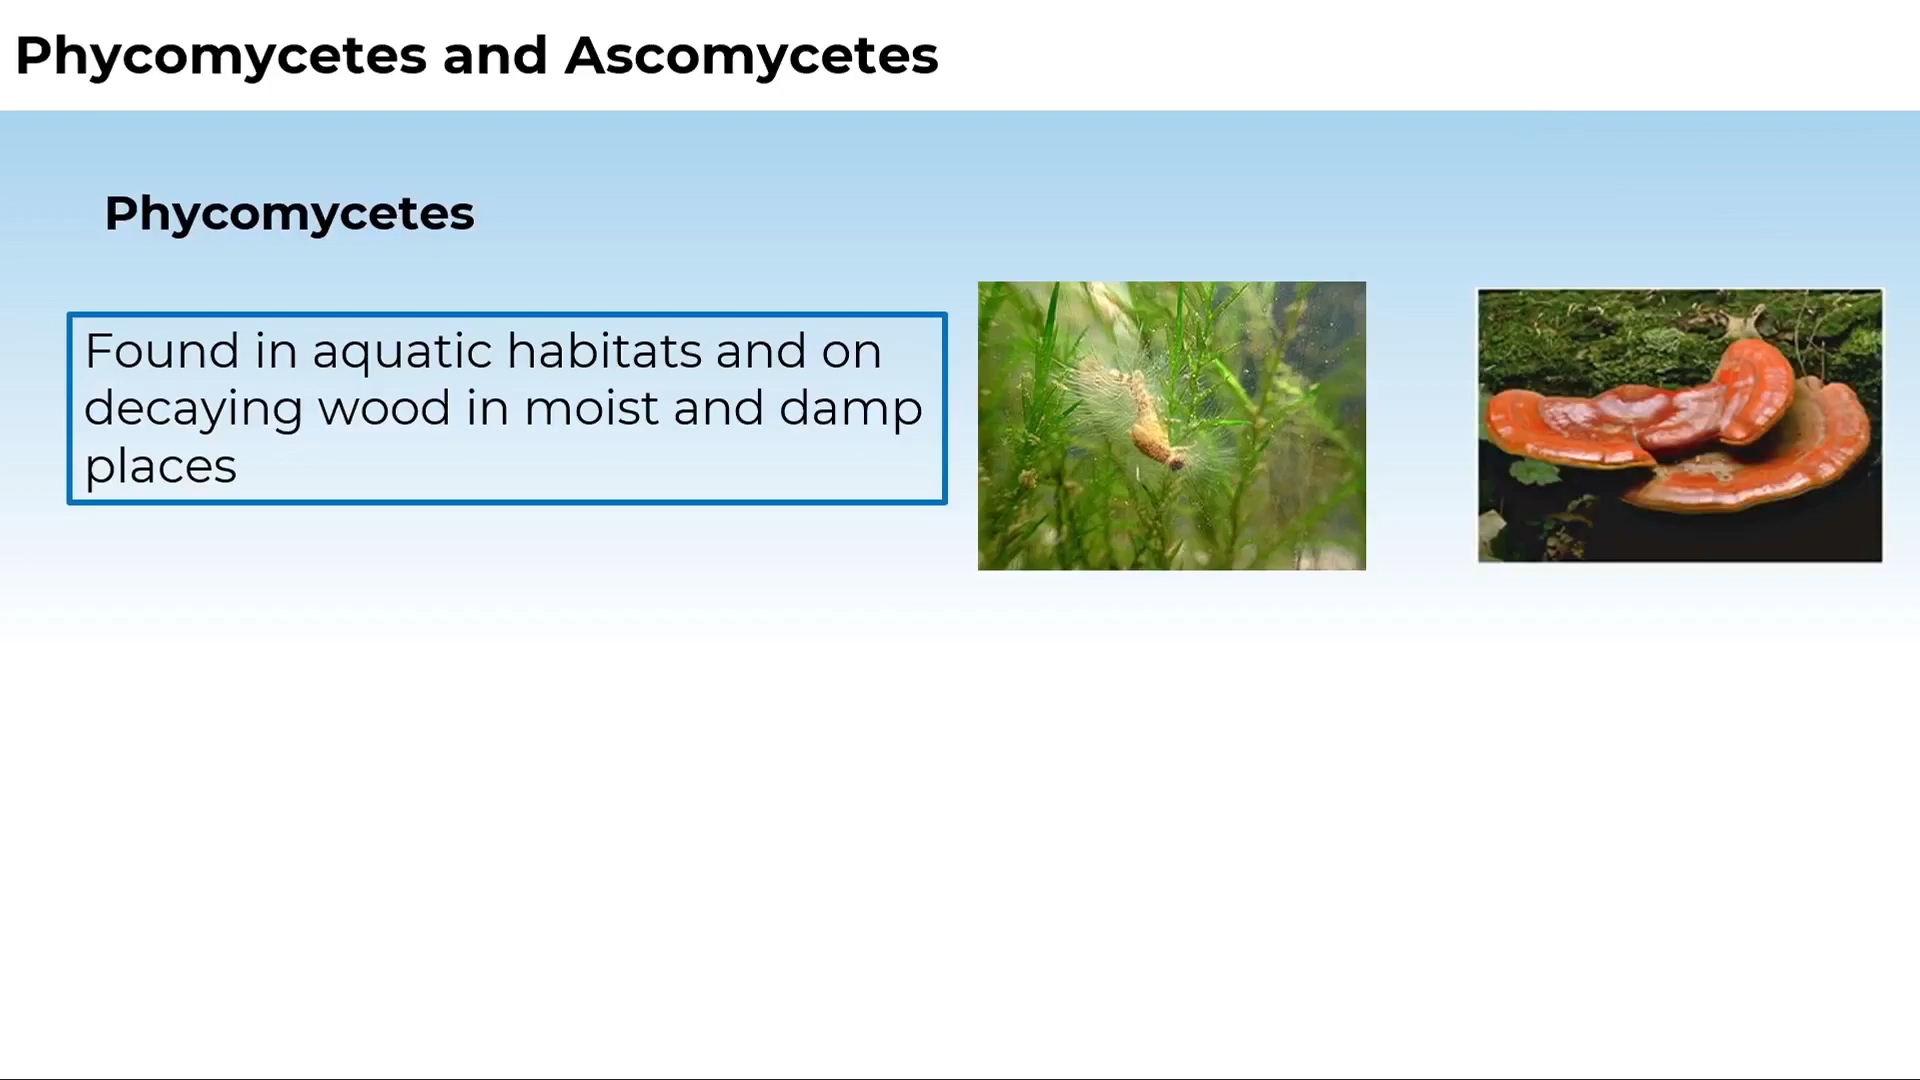 Phycomycetes and Ascomycetes
Phycomycetes
Found in aquatic habitats and on
decaying wood in moist and damp
places